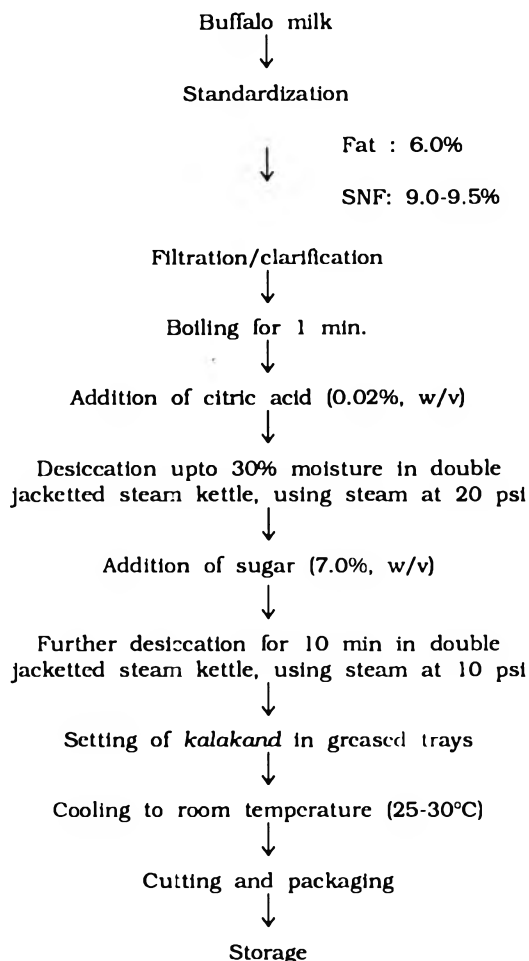 Buffalo milk
Standardization
Fat : 6.0%
SNF: 9.0-9.5%
Filtration/clarification
Boiling for 1 min.
Addition of citric acid (0.02%, w/v)
Desiccation upto 30% moisture in double
jacketted steam kettle, using steam at 20 psi
Addition of sugar (7.0%, w/v)
Further desiccation for 10 min in double
jacketted steam kettle, using steam at 10 psi
Setting of kalakand in greased trays
Cooling to room temperature (25-30°C)
Cutting and packaging
Storage